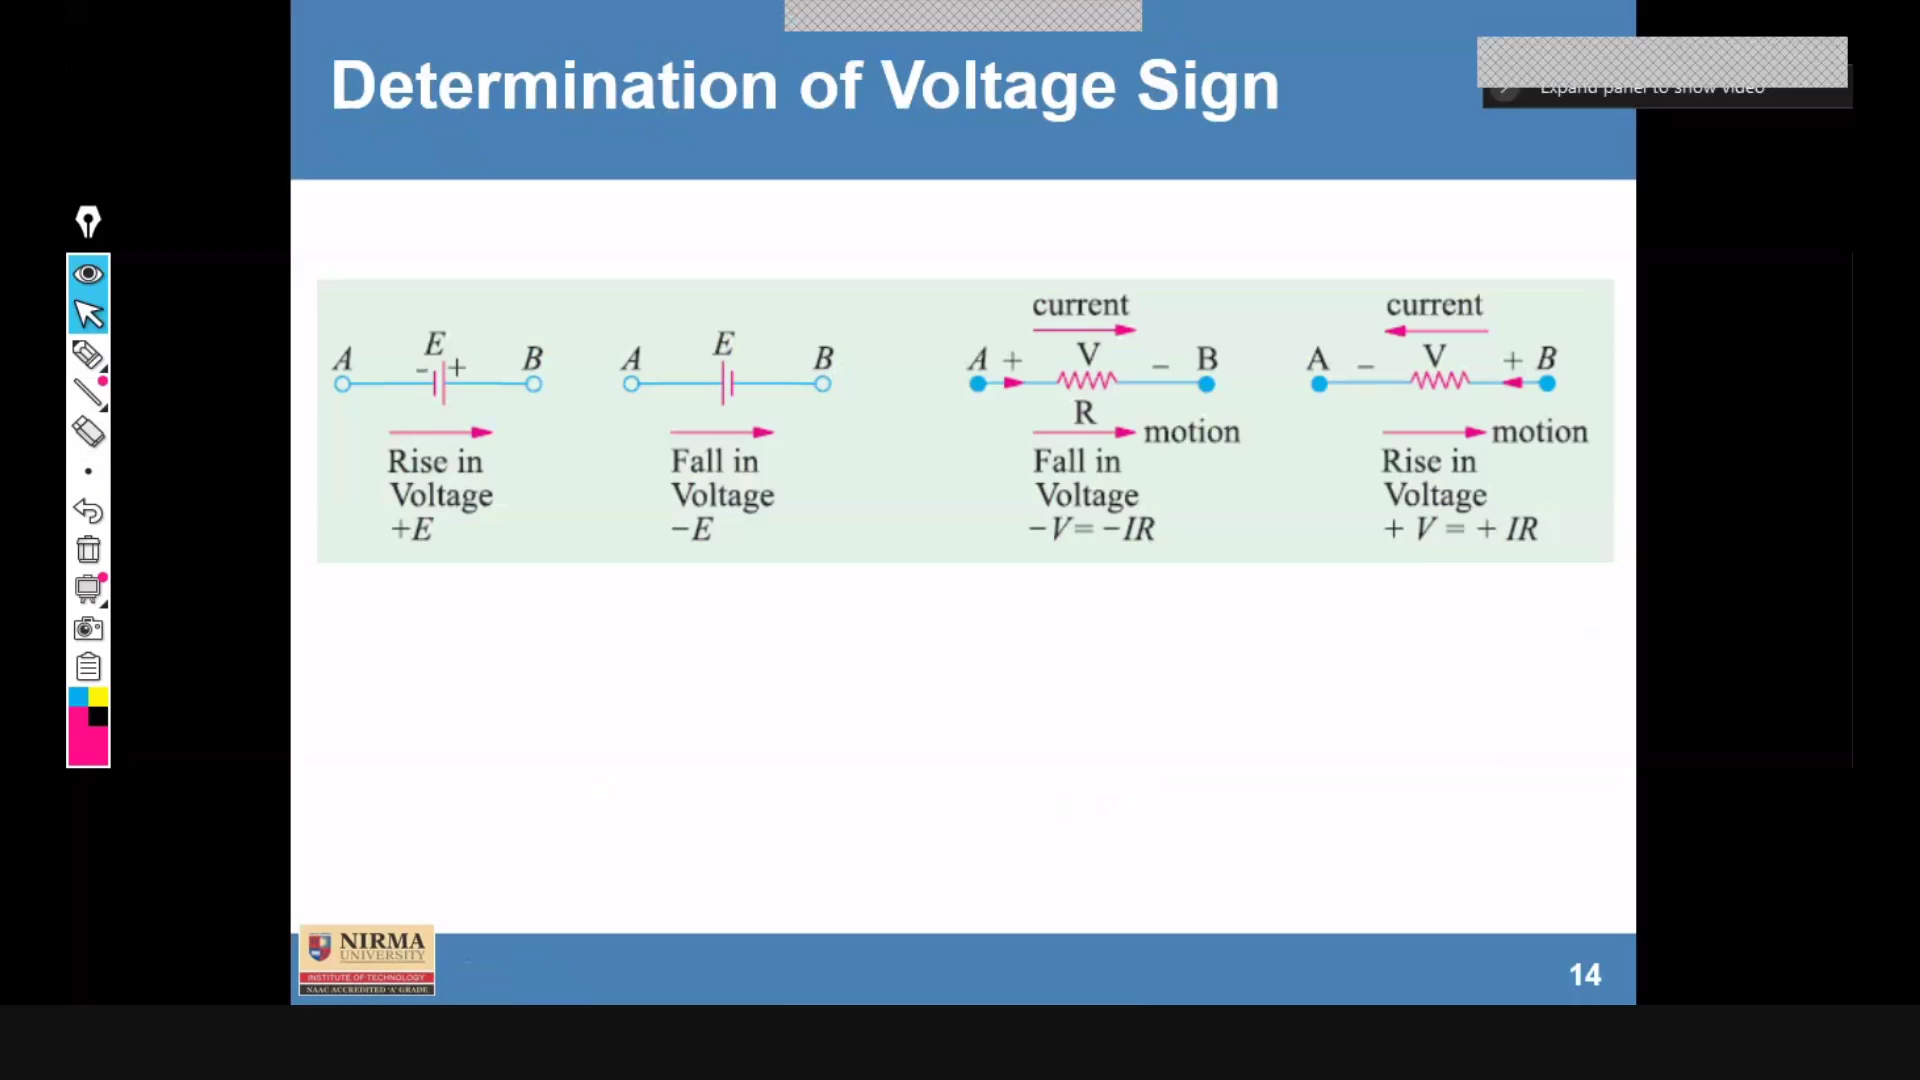 Determination of Voltage Sign
Expand panel to show video
A E B
- +
Rise in
Voltage
+E
A E B
Fall in
Voltage
−E
current
A + V − B
R
motion
Fall in
Voltage
−V= −IR
current
A − V + B
motion
Rise in
Voltage
+ V = + IR
NIRMA
UNIVERSITY
INSTITUTE OF TECHNOLOGY
NAAC ACCREDITED 'A' GRADE
14